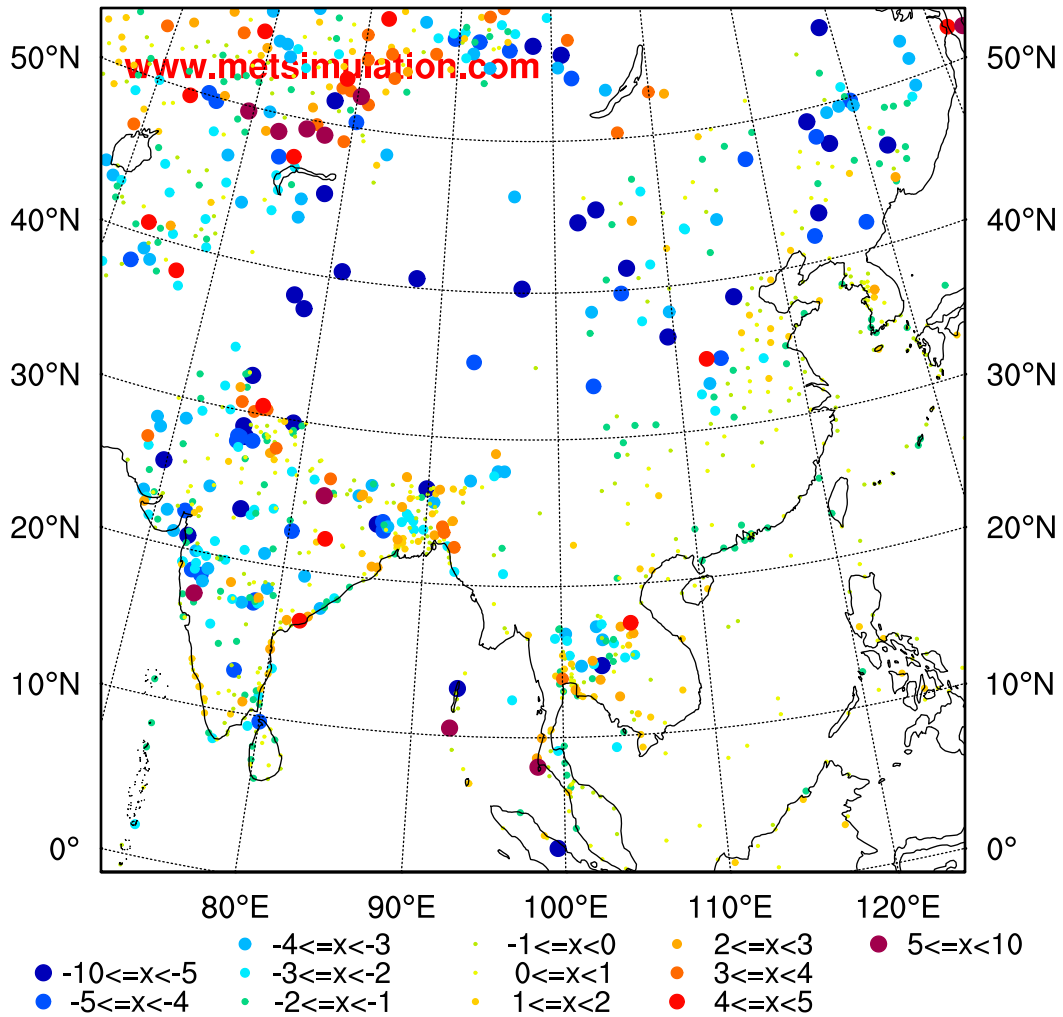 50°N 50°N
www.metsimulation.com
40°N 40°N
30°N 30°N
20°N 20°N
10°N 10°N
0° 0°
80°E 90°E 100°E 110°E 120°E
-4<=x<-3 -1<=x<0 2<=x<3 5<=x<10
-10<=x<-5 -3<=x<-2 0<=x<1 3<=x<4
-5<=x<-4 -2<=x<-1 1<=x<2 4<=x<5